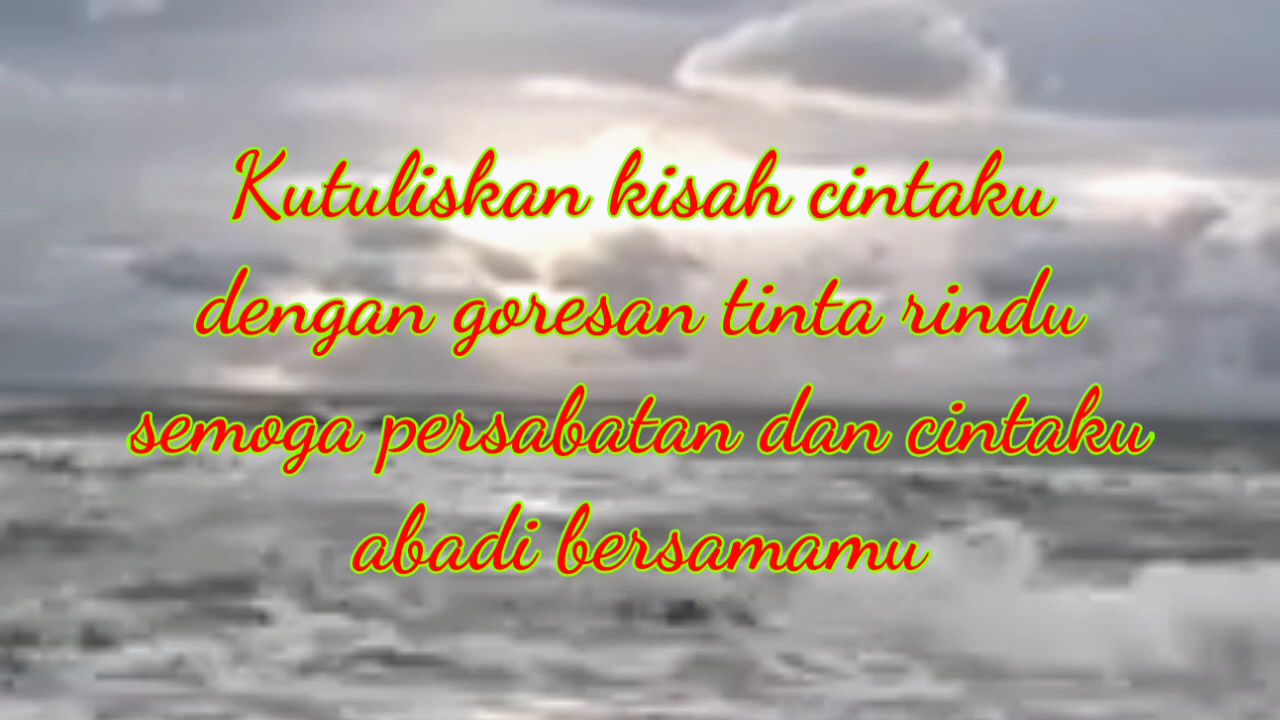 Kutuliskan kisah cintaku
dengan goresan tinta rindu
semoga persabatan dan cintaku
abadi bersamamu